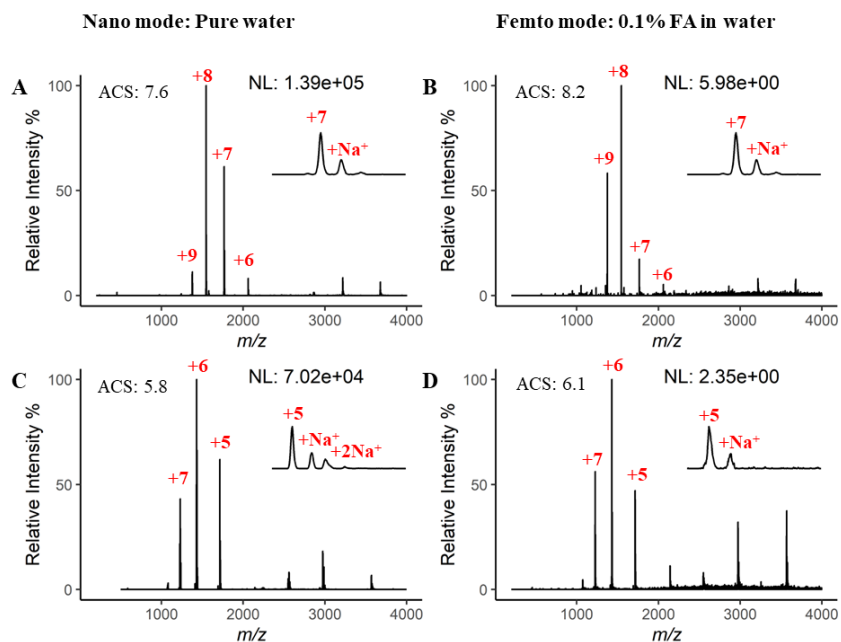 Nano mode: Pure water
Femto mode: 0.1% FA in water
A
ACS: 7.6
NL: 1.39e+05
+8
+7
+9
+6
+7
+Na⁺
Relative Intensity %
100
50
0
1000 2000 3000 4000
m/z
B
ACS: 8.2
NL: 5.98e+00
+8
+9
+7
+6
+7
+Na⁺
Relative Intensity %
100
50
0
1000 2000 3000 4000
m/z
C
ACS: 5.8
NL: 7.02e+04
+6
+7
+5
+5
+Na⁺
+2Na⁺
Relative Intensity %
100
50
0
1000 2000 3000 4000
m/z
D
ACS: 6.1
NL: 2.35e+00
+6
+7
+5
+5
+Na⁺
Relative Intensity %
100
50
0
1000 2000 3000 4000
m/z